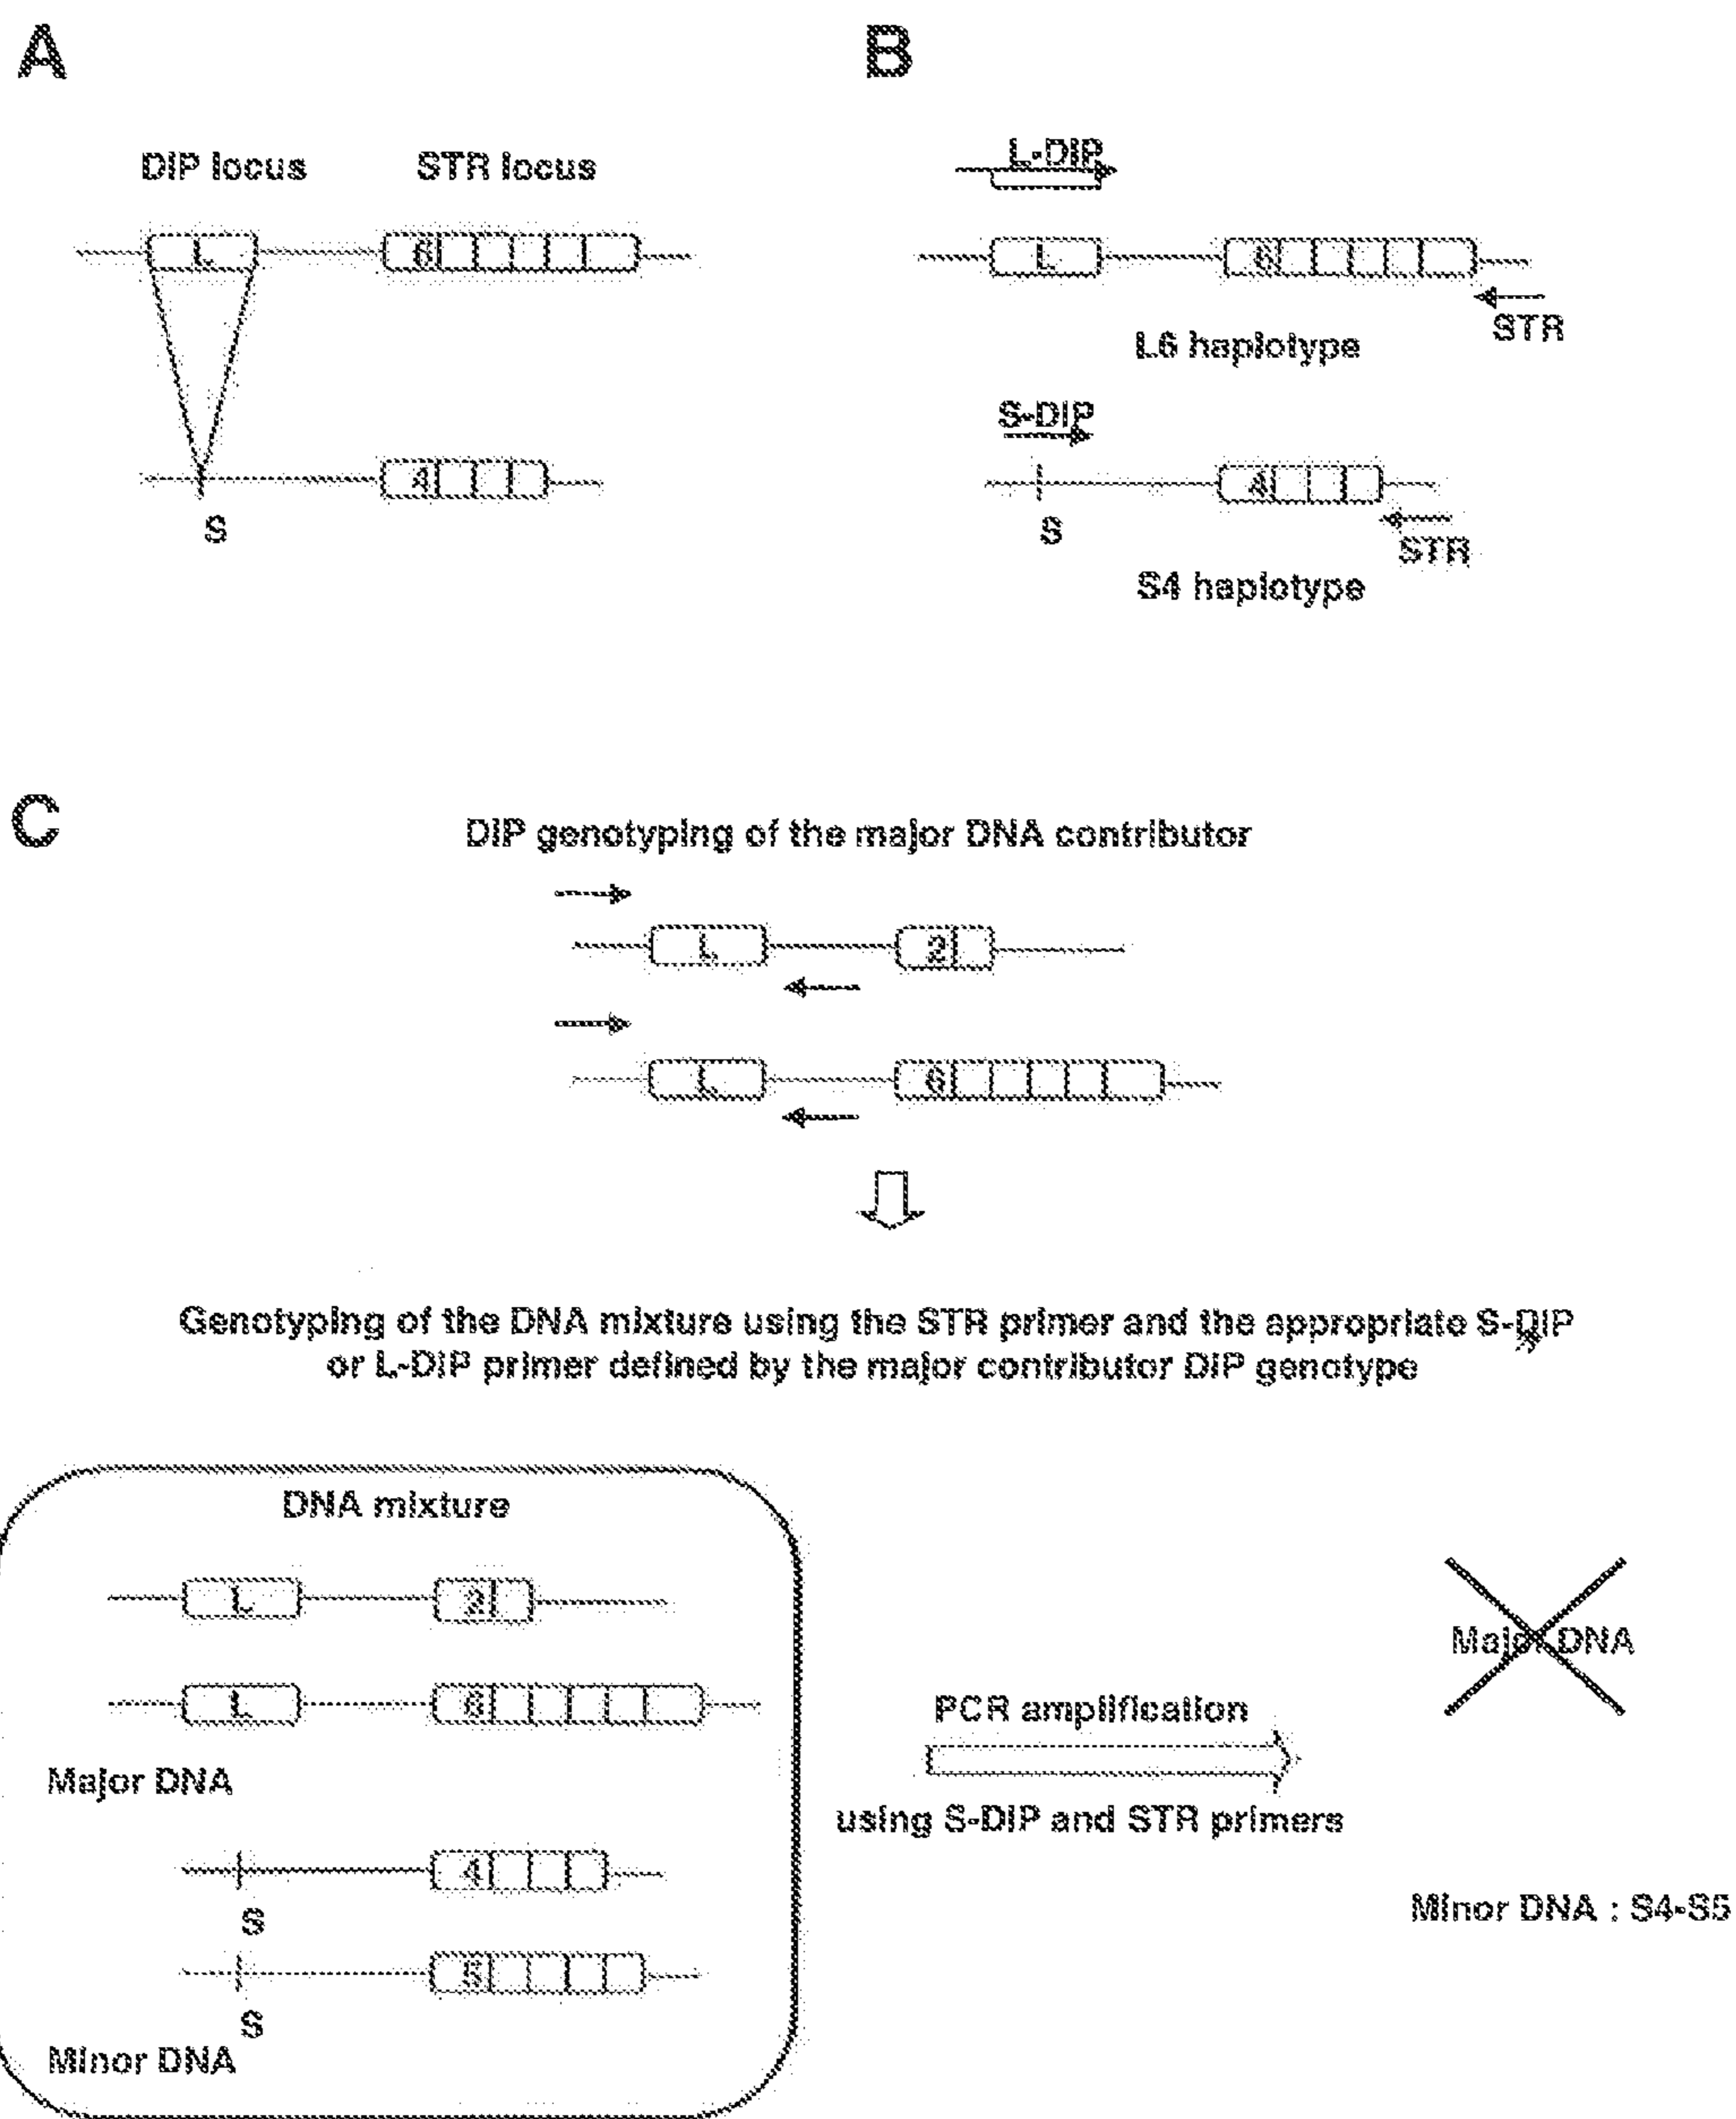 A
DIP locus STR locus
L 6
4
S
B
L-DIP
L 6
STR
L6 haplotype
S-DIP
4
S
STR
S4 haplotype
C
DIP genotyping of the major DNA contributor
L 2
L 6
Genotyping of the DNA mixture using the STR primer and the appropriate S-DIP
or L-DIP primer defined by the major contributor DIP genotype
DNA mixture
L 2
L 6
Major DNA
4
S
5
S
Minor DNA
PCR amplification
using S-DIP and STR primers
Major DNA
Minor DNA : S4-S5